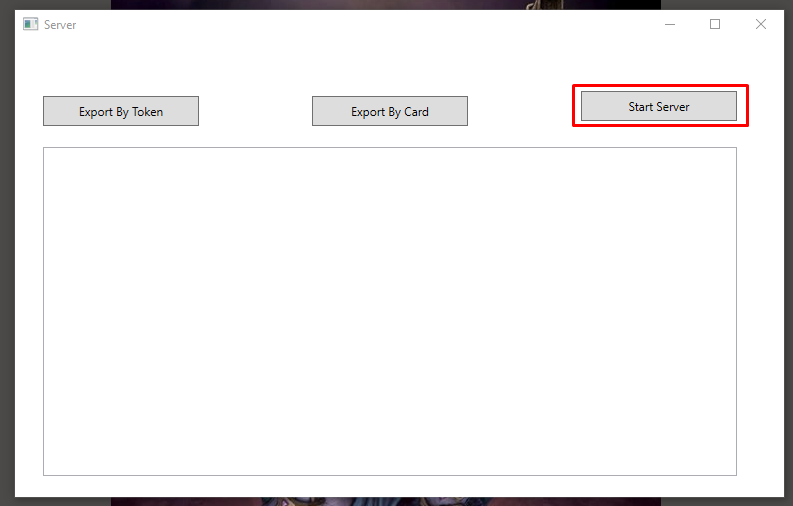 Server
Export By Token
Export By Card
Start Server